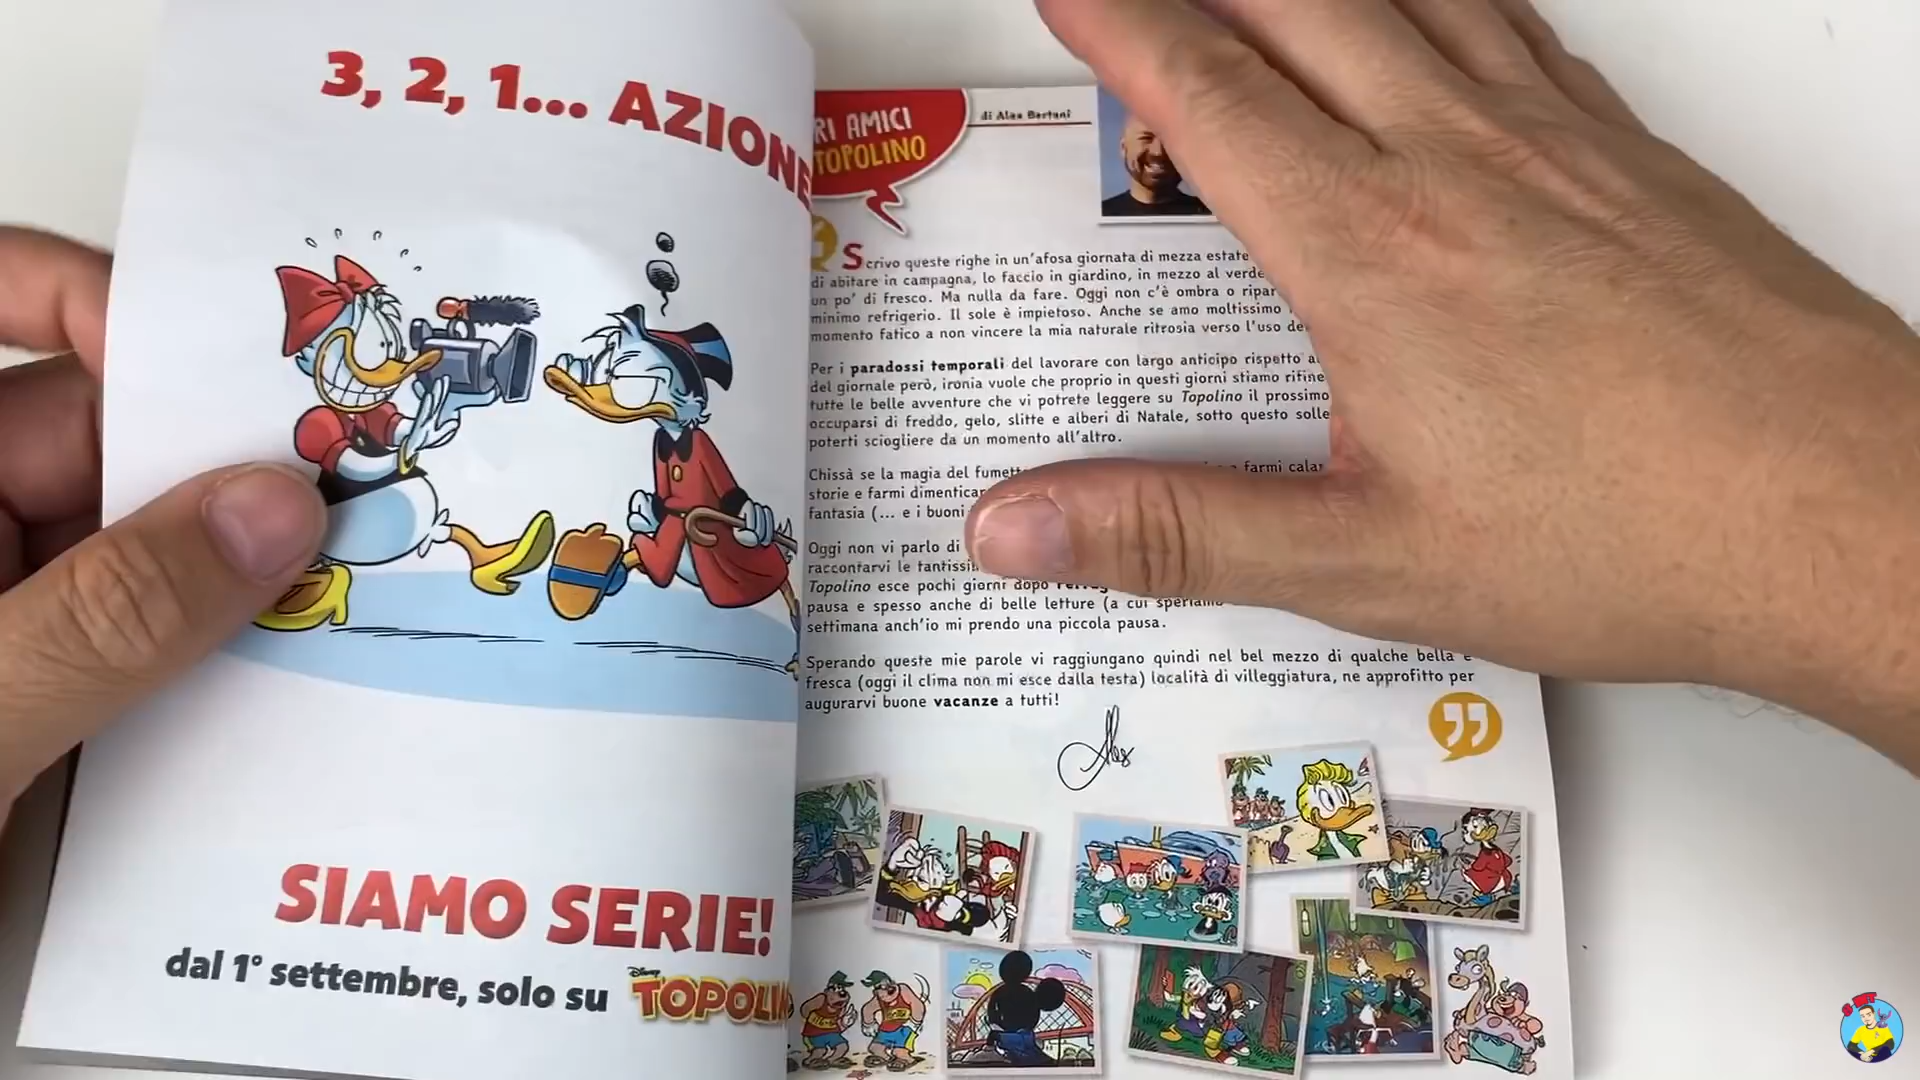 3, 2, 1... AZIONE
SIAMO SERIE!
dal 1° settembre, solo su
Disney
TOPOLIN
RI AMICI
TOPOLINO
di Alex Bertani
Scrivo queste righe in un'afosa giornata di mezza estate
di abitare in campagna, lo faccio in giardino, in mezzo al verde
un po' di fresco. Ma nulla da fare. Oggi non c'è ombra o ripar
minimo refrigerio. Il sole è impietoso. Anche se amo moltissimo
momento fatico a non vincere la mia naturale ritrosia verso l'uso de
Per i paradossi temporali del lavorare con largo anticipo rispetto a
del giornale però, ironia vuole che proprio in questi giorni stiamo rifine
tutte le belle avventure che vi potrete leggere su Topolino il prossimo
occuparsi di freddo, gelo, slitte e alberi di Natale, sotto questo solle
poterti sciogliere da un momento all'altro.
Chissà se la magia del fumett a farmi calar
storie e farmi dimenticar
fantasia (... e i buoni
Oggi non vi parlo di
raccontarvi le tantissi
Topolino esce pochi giorni dopo
pausa e spesso anche di belle letture (a cui speriamo
settimana anch'io mi prendo una piccola pausa.
Sperando queste mie parole vi raggiungano quindi nel bel mezzo di qualche bella e
fresca (oggi il clima non mi esce dalla testa) località di villeggiatura, ne approfitto per
augurarvi buone vacanze a tutti!
Alex